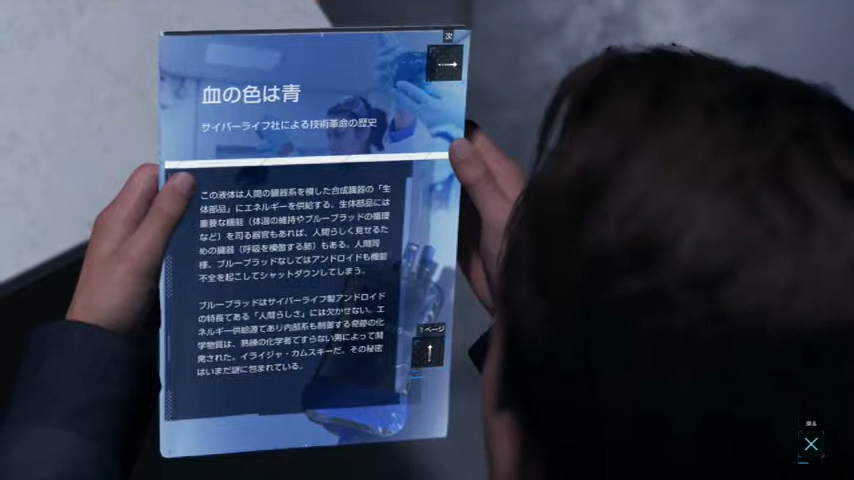 次
血の色は青
サイバーライフ社による技術革命の歴史
この液体は人間の臓器系を模した合成臓器の「生
体部品」にエネルギーを供給する。生体部品には
重要な機能（体温の維持やブルーブラッドの循環
など）を司る器官もあれば、人間らしく見せるた
めの臓器（呼吸を模倣する肺）もある。人間同
様、ブルーブラッドなしではアンドロイドも機能
不全を起こしてシャットダウンしてしまう。
ブルーブラッドはサイバーライフ製アンドロイド
の特長である「人間らしさ」には欠かせない。エ
ネルギー供給源であり内部系も制御する奇跡の化
学物質は、熟練の化学者ですらない男によって開
発された。イライジャ・カムスキーだ。その秘密
はいまだ謎に包まれている。
1ページ
戻る